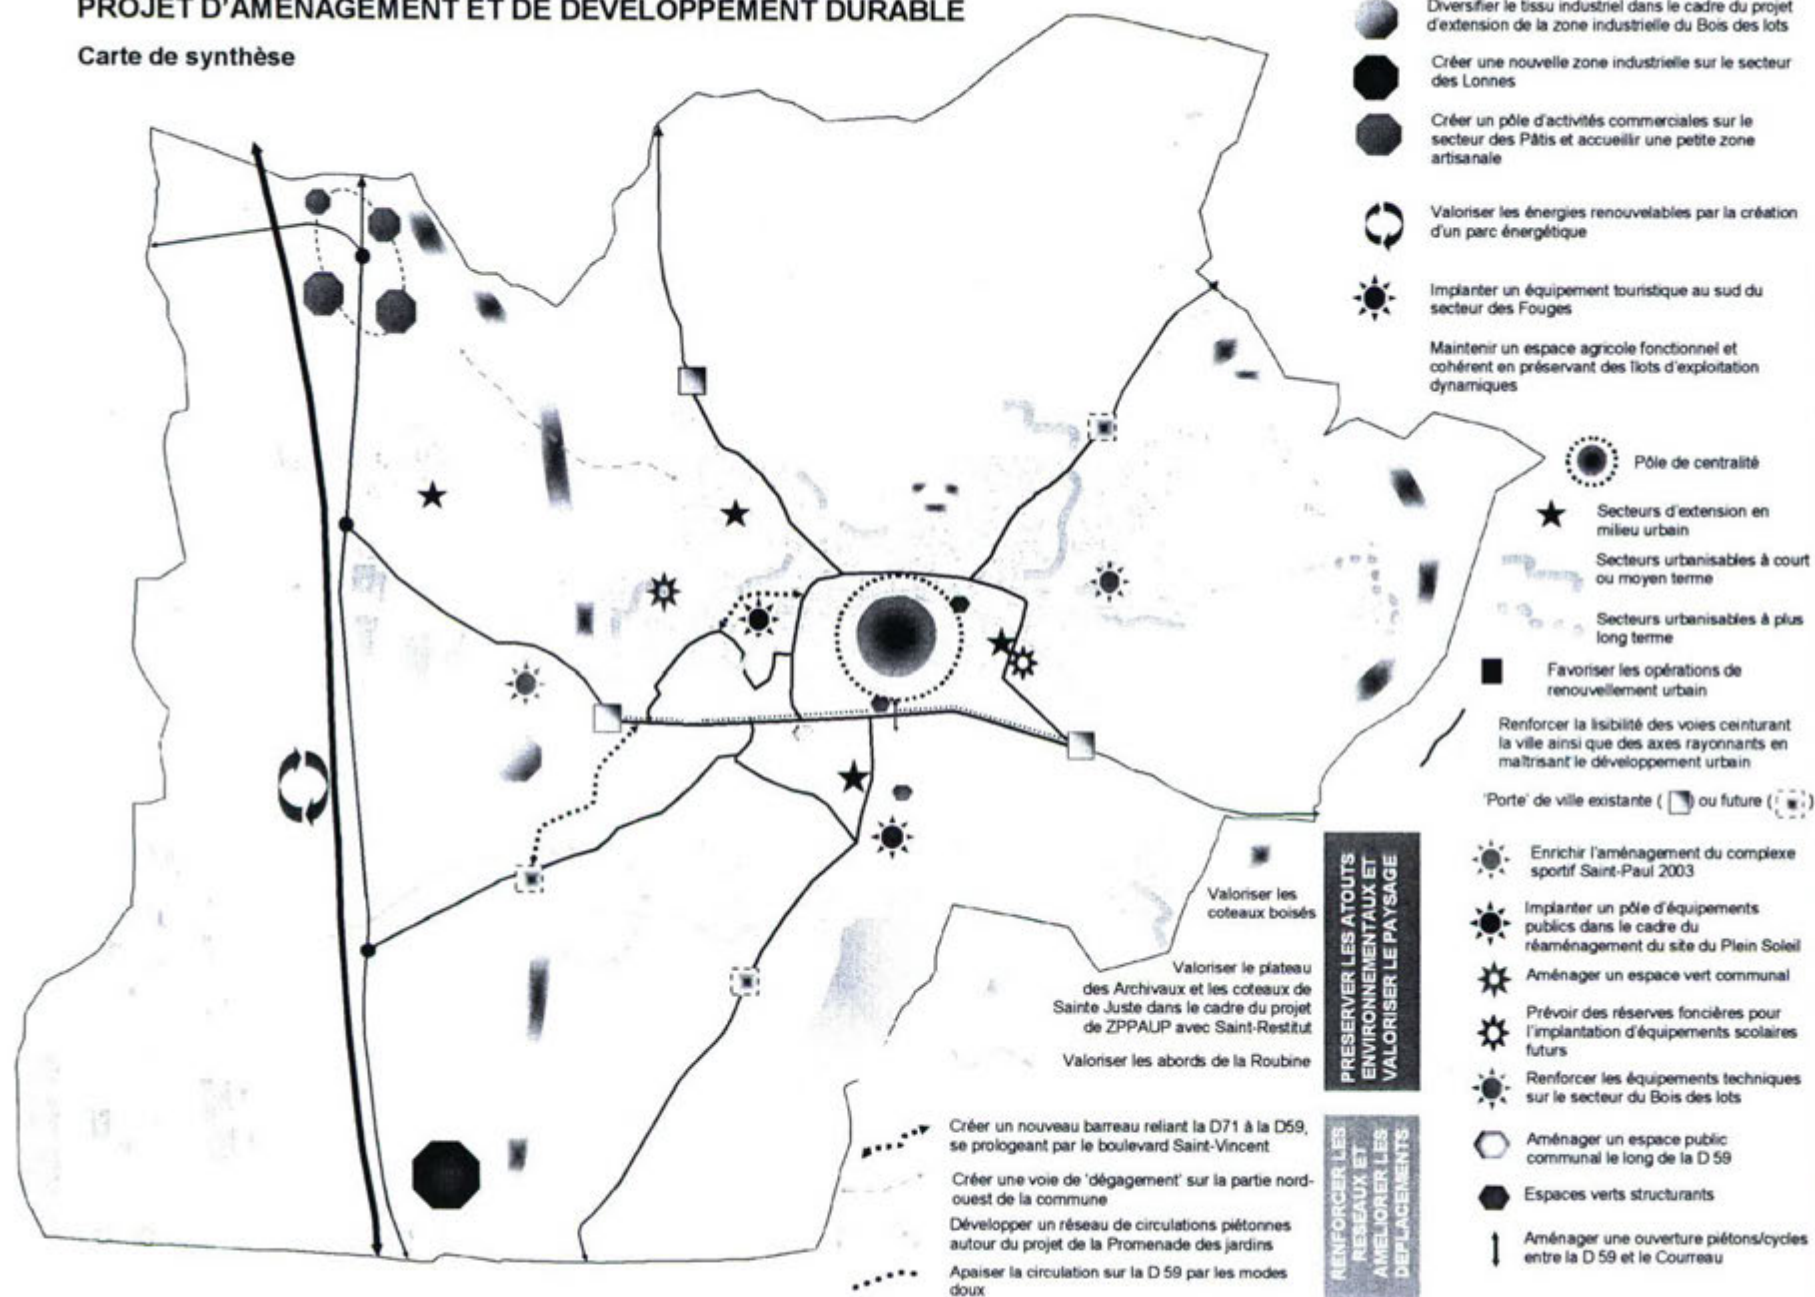 PROJET D'AMENAGEMENT ET DE DEVELOPPEMENT DURABLE
Carte de synthèse
Diversifier le tissu industriel dans le cadre du projet
d'extension de la zone industrielle du Bois des lots
Créer une nouvelle zone industrielle sur le secteur
des Lonnes
Créer un pôle d'activités commerciales sur le
secteur des Pâtis et accueillir une petite zone
artisanale
Valoriser les énergies renouvelables par la création
d'un parc énergétique
Implanter un équipement touristique au sud du
secteur des Fouges
Maintenir un espace agricole fonctionnel et
cohérent en préservant des îlots d'exploitation
dynamiques
Pôle de centralité
Secteurs d'extension en
milieu urbain
Secteurs urbanisables à court
ou moyen terme
Secteurs urbanisables à plus
long terme
Favoriser les opérations de
renouvellement urbain
Renforcer la lisibilité des voies ceinturant
la ville ainsi que des axes rayonnants en
maîtrisant le développement urbain
'Porte' de ville existante ( ) ou future ( )
Enrichir l'aménagement du complexe
sportif Saint-Paul 2003
Implanter un pôle d'équipements
publics dans le cadre du
réaménagement du site du Plein Soleil
Aménager un espace vert communal
Prévoir des réserves foncières pour
l'implantation d'équipements scolaires
futurs
Renforcer les équipements techniques
sur le secteur du Bois des lots
Aménager un espace public
communal le long de la D 59
Espaces verts structurants
Aménager une ouverture piétons/cycles
entre la D 59 et le Courreau
PRESERVER LES ATOUTS
ENVIRONNEMENTAUX ET
VALORISER LE PAYSAGE
Valoriser les
coteaux boisés
Valoriser le plateau
des Archivaux et les coteaux de
Sainte Juste dans le cadre du projet
de ZPPAUP avec Saint-Restitut
Valoriser les abords de la Roubine
RENFORCER LES
RESEAUX ET
AMELIORER LES
DEPLACEMENTS
Créer un nouveau barreau reliant la D71 à la D59,
se prologeant par le boulevard Saint-Vincent
Créer une voie de 'dégagement' sur la partie nord-
ouest de la commune
Développer un réseau de circulations piétonnes
autour du projet de la Promenade des jardins
Apaiser la circulation sur la D 59 par les modes
doux